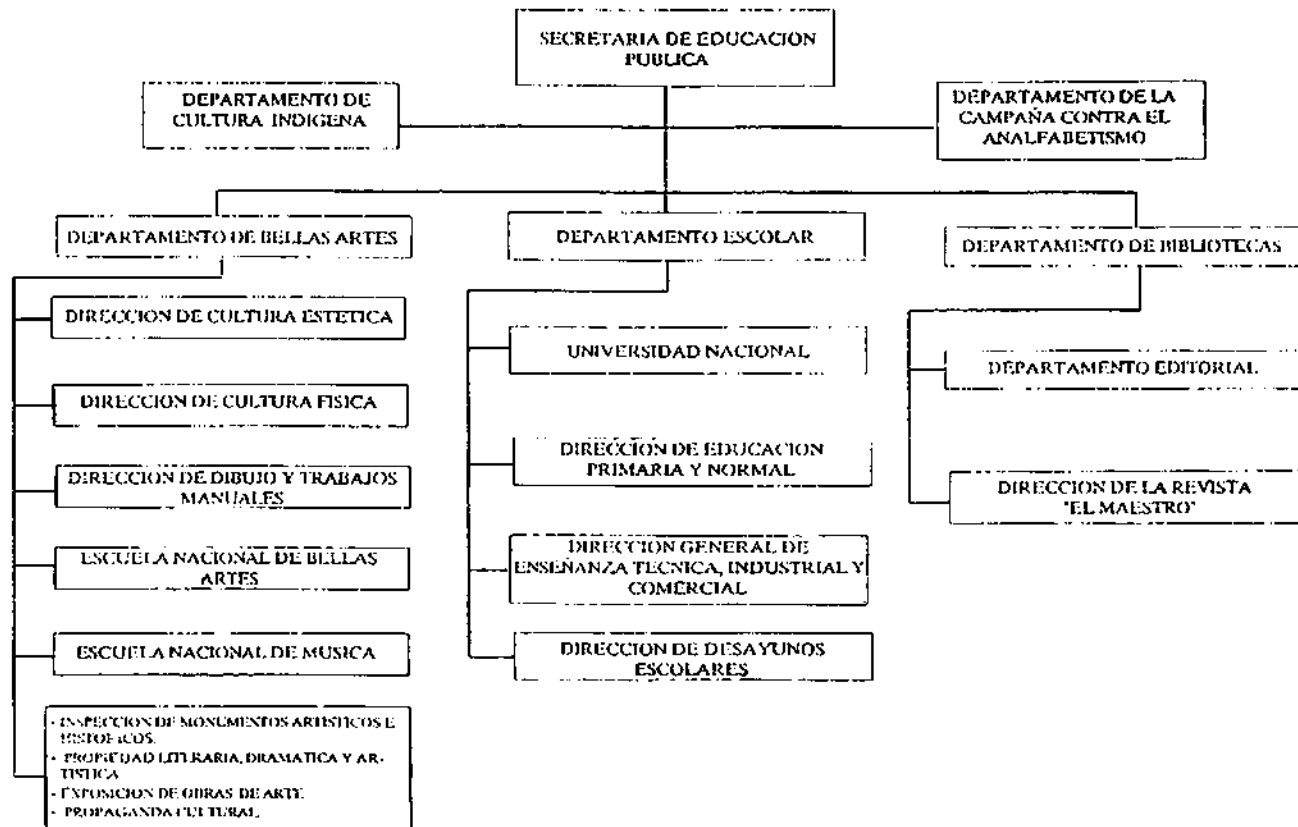 SECRETARIA DE EDUCACION
PUBLICA
DEPARTAMENTO DE
CULTURA INDIGENA
DEPARTAMENTO DE LA
CAMPAÑA CONTRA EL
ANALFABETISMO
DEPARTAMENTO DE BELLAS ARTES
DEPARTAMENTO ESCOLAR
DEPARTAMENTO DE BIBLIOTECAS
DIRECCION DE CULTURA ESTETICA
DIRECCION DE CULTURA FISICA
DIRECCION DE DIBUJO Y TRABAJOS
MANUALES
ESCUELA NACIONAL DE BELLAS
ARTES
ESCUELA NACIONAL DE MUSICA
- INSPECCION DE MONUMENTOS ARTISTICOS E
HISTORICOS.
- PROPIEDAD LITERARIA, DRAMATICA Y AR-
TISTICA
- EXPOSICION DE OBRAS DE ARTE
- PROPAGANDA CULTURAL
UNIVERSIDAD NACIONAL
DIRECCION DE EDUCACION
PRIMARIA Y NORMAL
DIRECCION GENERAL DE
ENSEÑANZA TECNICA, INDUSTRIAL Y
COMERCIAL
DIRECCION DE DESAYUNOS
ESCOLARES
DEPARTAMENTO EDITORIAL
DIRECCION DE LA REVISTA
"EL MAESTRO"